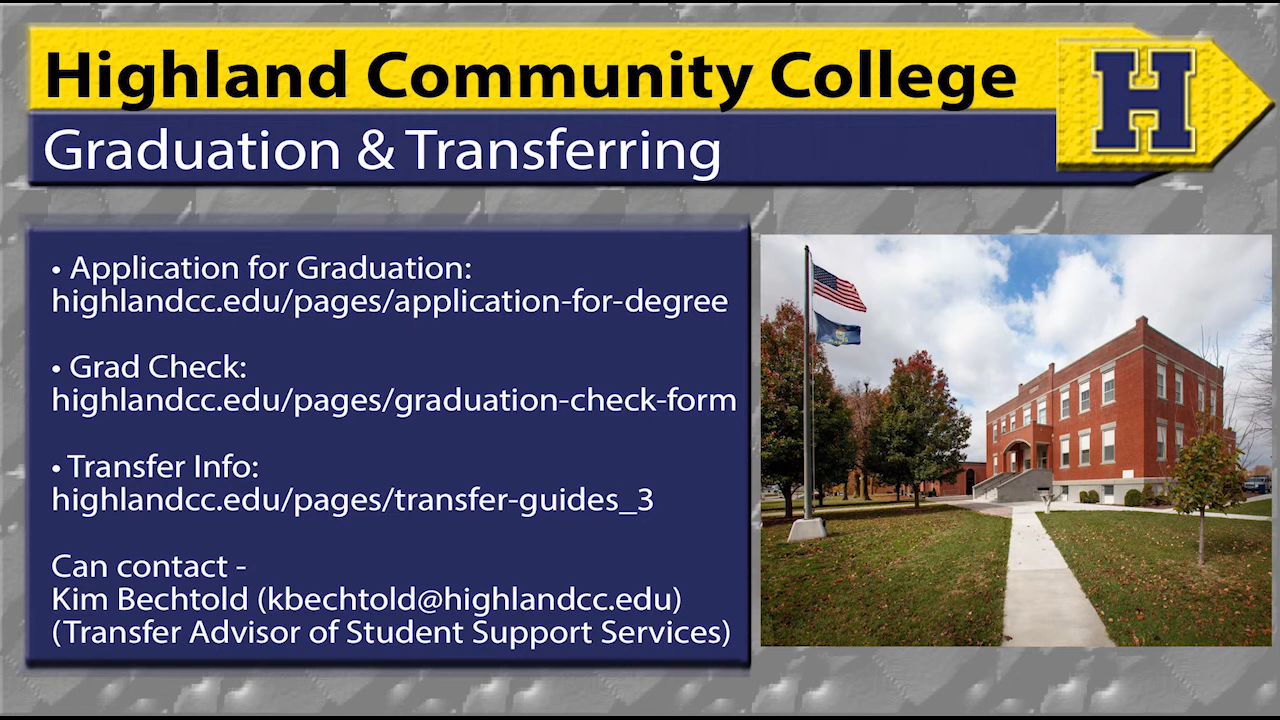 Highland Community College
H
Graduation & Transferring
• Application for Graduation:
highlandcc.edu/pages/application-for-degree
• Grad Check:
highlandcc.edu/pages/graduation-check-form
• Transfer Info:
highlandcc.edu/pages/transfer-guides_3
Can contact -
Kim Bechtold (kbechtold@highlandcc.edu)
(Transfer Advisor of Student Support Services)